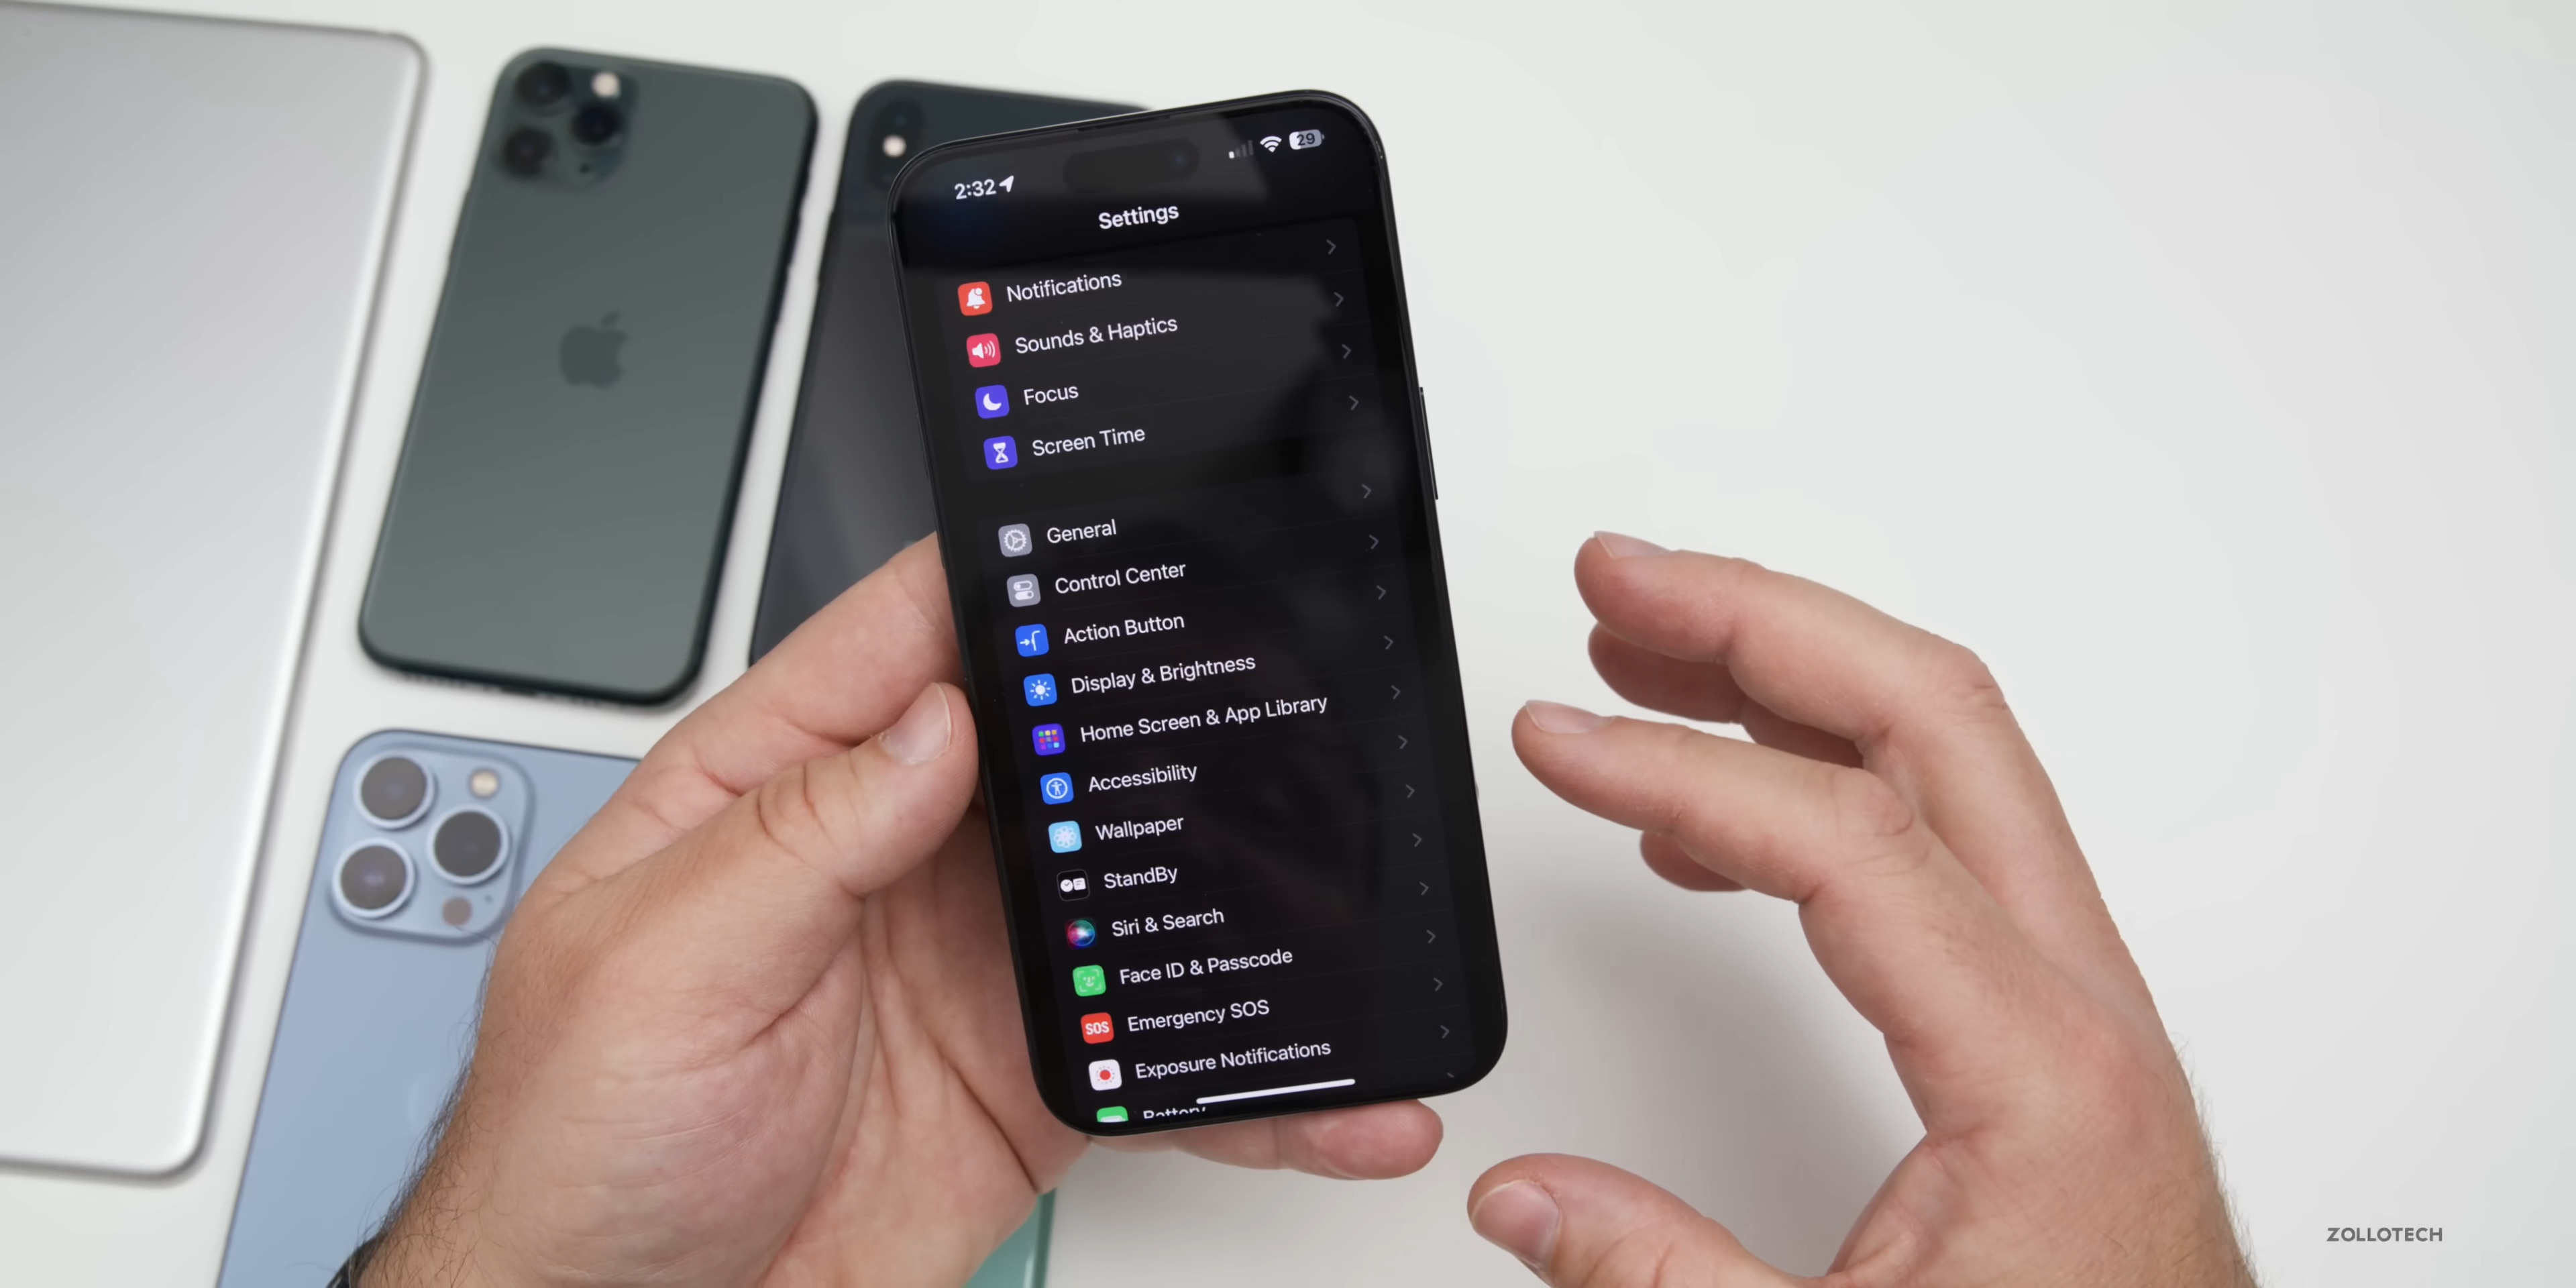 2:32
29
Settings
Notifications
Sounds & Haptics
Focus
Screen Time
General
Control Center
Action Button
Display & Brightness
Home Screen & App Library
Accessibility
Wallpaper
StandBy
Siri & Search
Face ID & Passcode
SOS
Emergency SOS
Exposure Notifications
Battery
ZOLLOTECH